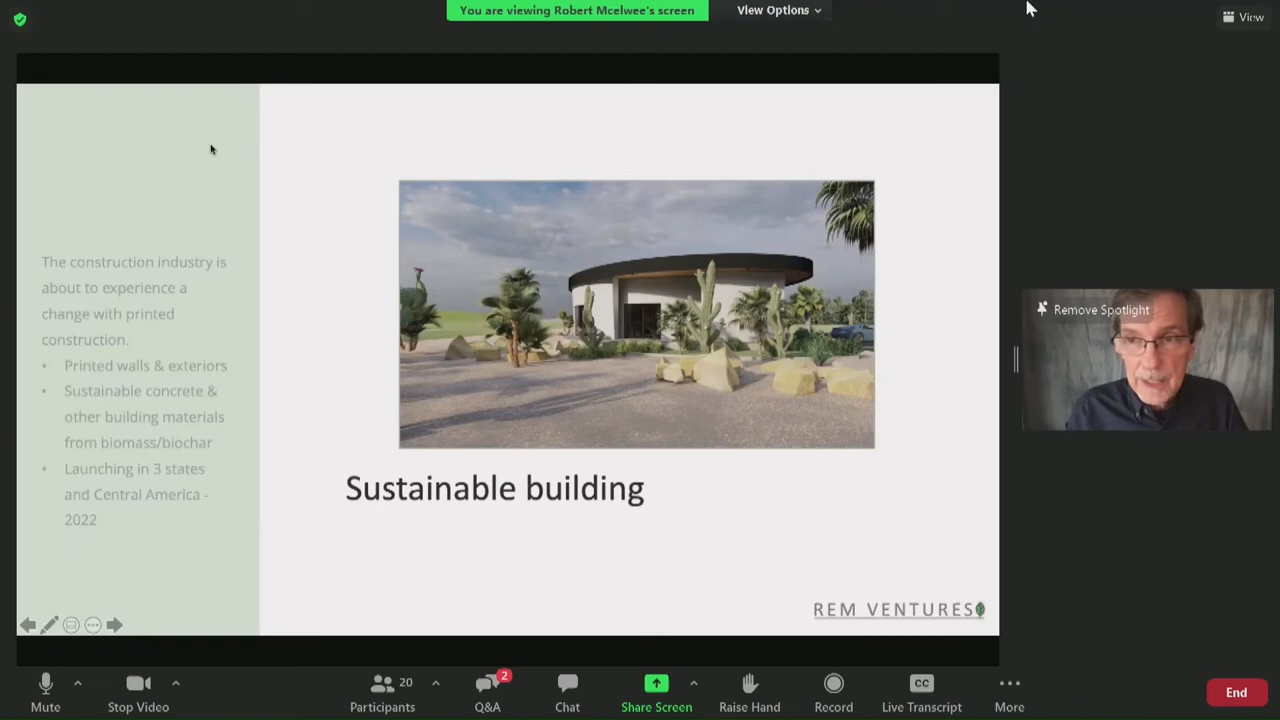 You are viewing Robert Mcelwee's screen
View Options
View
The construction industry is
about to experience a
change with printed
construction.
• Printed walls & exteriors
• Sustainable concrete &
other building materials
from biomass/biochar
• Launching in 3 states
and Central America -
2022
Sustainable building
REM VENTURES
Remove Spotlight
Mute
Stop Video
Participants
20
Q&A
2
Chat
Share Screen
Raise Hand
Record
CC
Live Transcript
More
End